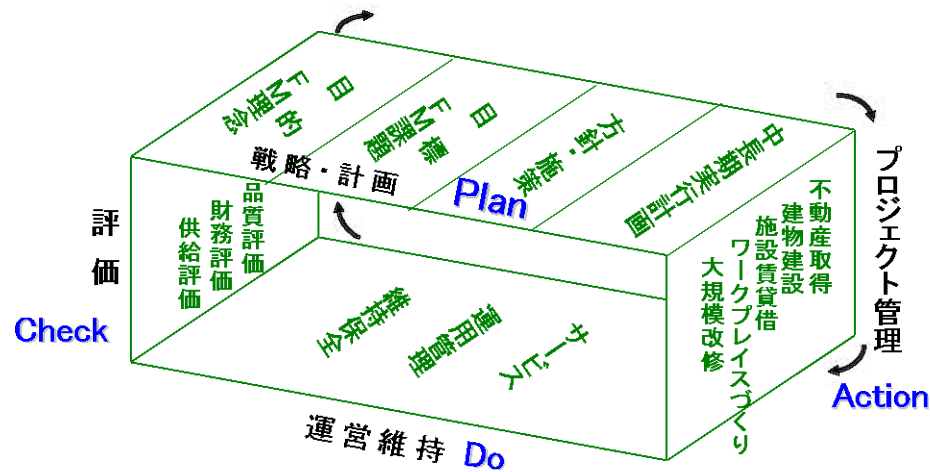 目的
FM理念
目標
FM課題
方針・施策
中長期実行計画
戦略・計画
Plan
評価
Check
品質評価
財務評価
供給評価
プロジェクト管理
Action
不動産取得
建物建設
施設賃貸借
ワークプレイスづくり
大規模改修
維持保全
運用管理
サービス
運営維持 Do